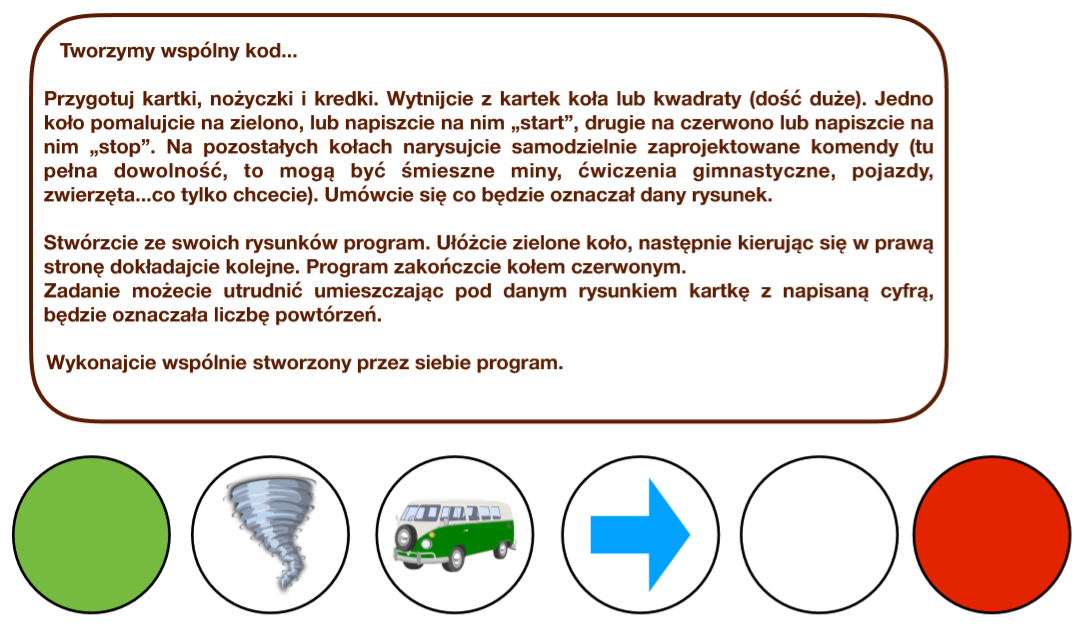 Tworzymy wspólny kod...
Przygotuj kartki, nożyczki i kredki. Wytnijcie z kartek koła lub kwadraty (dość duże). Jedno
koło pomalujcie na zielono, lub napiszcie na nim „start”, drugie na czerwono lub napiszcie na
nim „stop”. Na pozostałych kołach narysujcie samodzielnie zaprojektowane komendy (tu
pełna dowolność, to mogą być śmieszne miny, ćwiczenia gimnastyczne, pojazdy,
zwierzęta...co tylko chcecie). Umówcie się co będzie oznaczał dany rysunek.
Stwórzcie ze swoich rysunków program. Ułóżcie zielone koło, następnie kierując się w prawą
stronę dokładajcie kolejne. Program zakończcie kołem czerwonym.
Zadanie możecie utrudnić umieszczając pod danym rysunkiem kartkę z napisaną cyfrą,
będzie oznaczała liczbę powtórzeń.
Wykonajcie wspólnie stworzony przez siebie program.